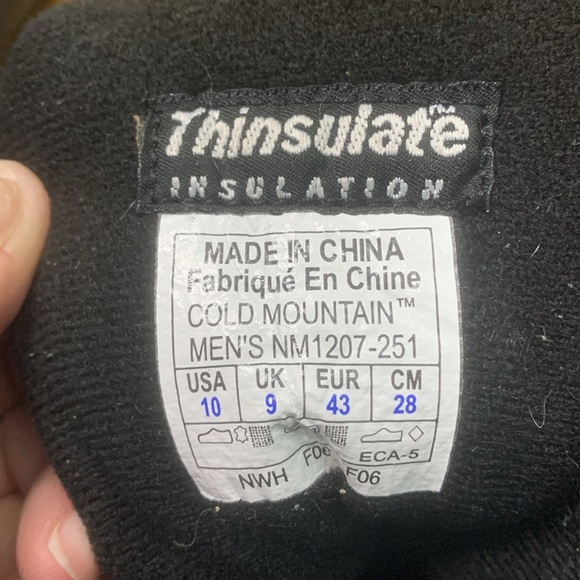 Thinsulate™
INSULATION
MADE IN CHINA
Fabriqué En Chine
COLD MOUNTAIN™
MEN'S NM1207-251
USA UK EUR CM
10 9 43 28
ECA-5
NWH F06 F06